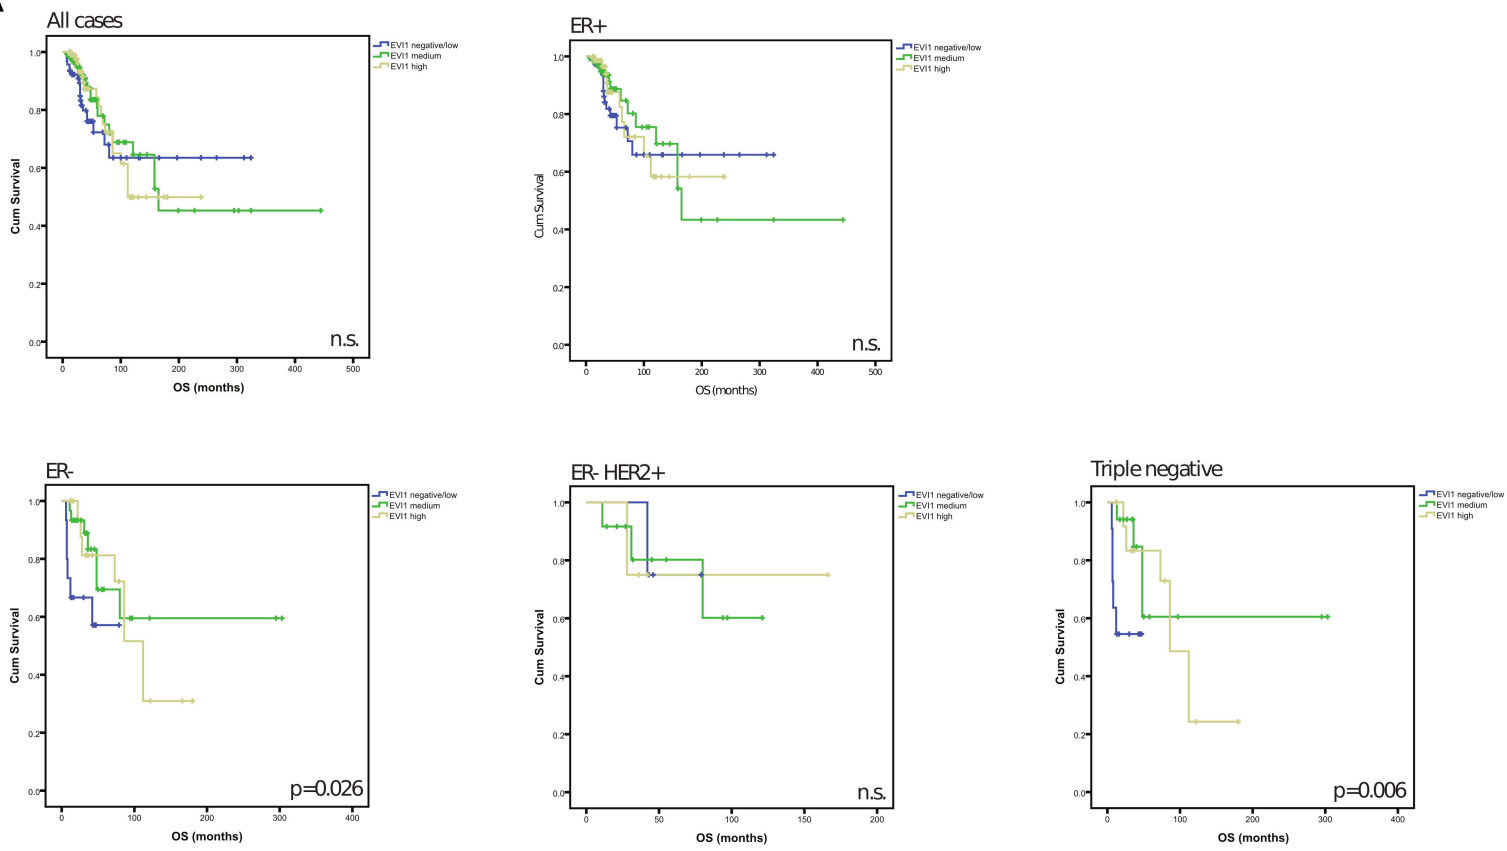 A
All cases
EVI1 negative/low
EVI1 medium
EVI1 high
1.0
0.8
0.6
0.4
0.2
0.0
Cum Survival
n.s.
0 100 200 300 400 500
OS (months)
ER+
EVI1 negative/low
EVI1 medium
EVI1 high
1.0
0.8
0.6
0.4
0.2
0.0
Cum Survival
n.s.
0 100 200 300 400 500
OS (months)
ER-
EVI1 negative/low
EVI1 medium
EVI1 high
1.0
0.8
0.6
0.4
0.2
0.0
Cum Survival
p=0.026
0 100 200 300 400
OS (months)
ER- HER2+
EVI1 negative/low
EVI1 medium
EVI1 high
1.0
0.8
0.6
0.4
0.2
0.0
Cum Survival
n.s.
0 50 100 150 200
OS (months)
Triple negative
EVI1 negative/low
EVI1 medium
EVI1 high
1.0
0.8
0.6
0.4
0.2
0.0
Cum Survival
p=0.006
0 100 200 300 400
OS (months)